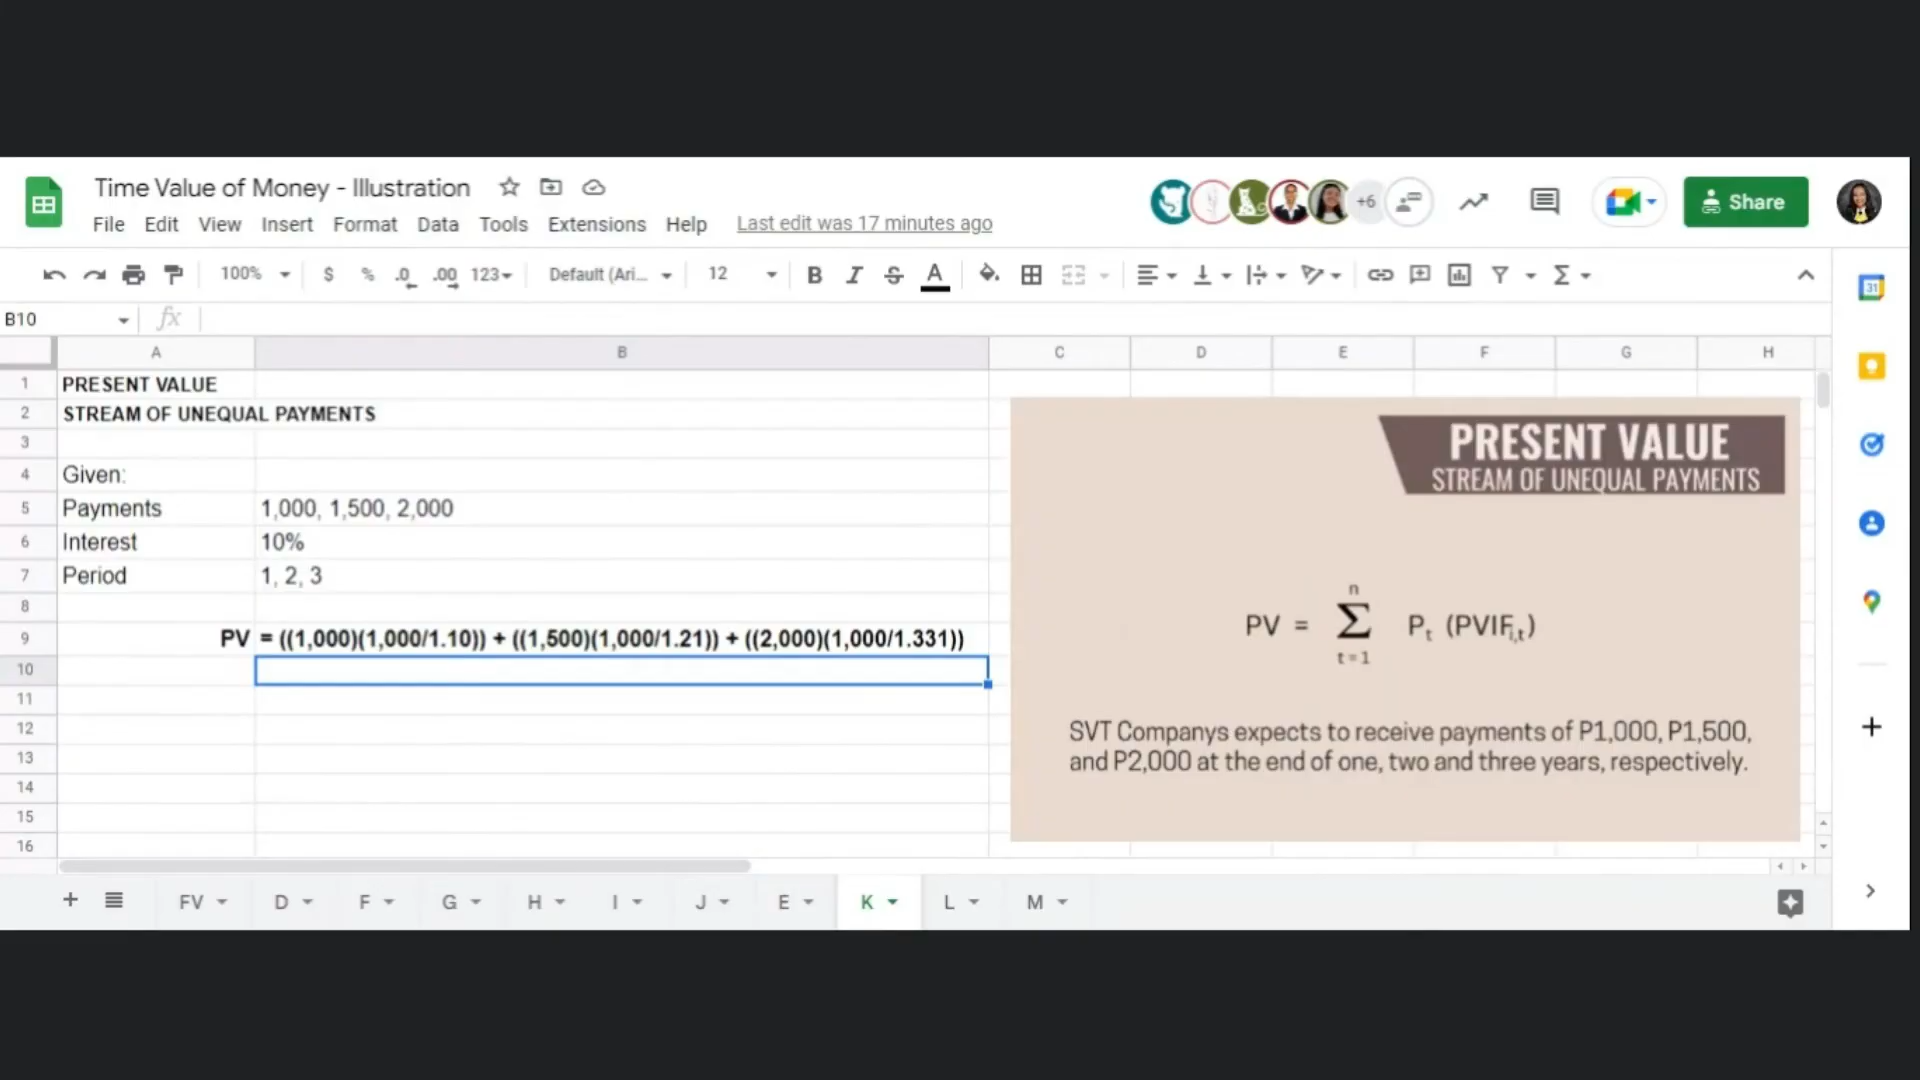 Time Value of Money - Illustration
+6
Share
File Edit View Insert Format Data Tools Extensions Help Last edit was 17 minutes ago
100% $ % .0 .00 123 Default (Ari... 12 B I S A Σ
31
B10 fx
A B C D E F G H
1 PRESENT VALUE
2 STREAM OF UNEQUAL PAYMENTS
3
4 Given:
5 Payments 1,000, 1,500, 2,000
6 Interest 10%
7 Period 1, 2, 3
8
9 PV = ((1,000)(1,000/1.10)) + ((1,500)(1,000/1.21)) + ((2,000)(1,000/1.331))
10
11
12
13
14
15
16
PRESENT VALUE
STREAM OF UNEQUAL PAYMENTS
n
PV = Σ Pt (PVIFi,t)
t=1
SVT Companys expects to receive payments of P1,000, P1,500,
and P2,000 at the end of one, two and three years, respectively.
FV D F G H I J E K L M